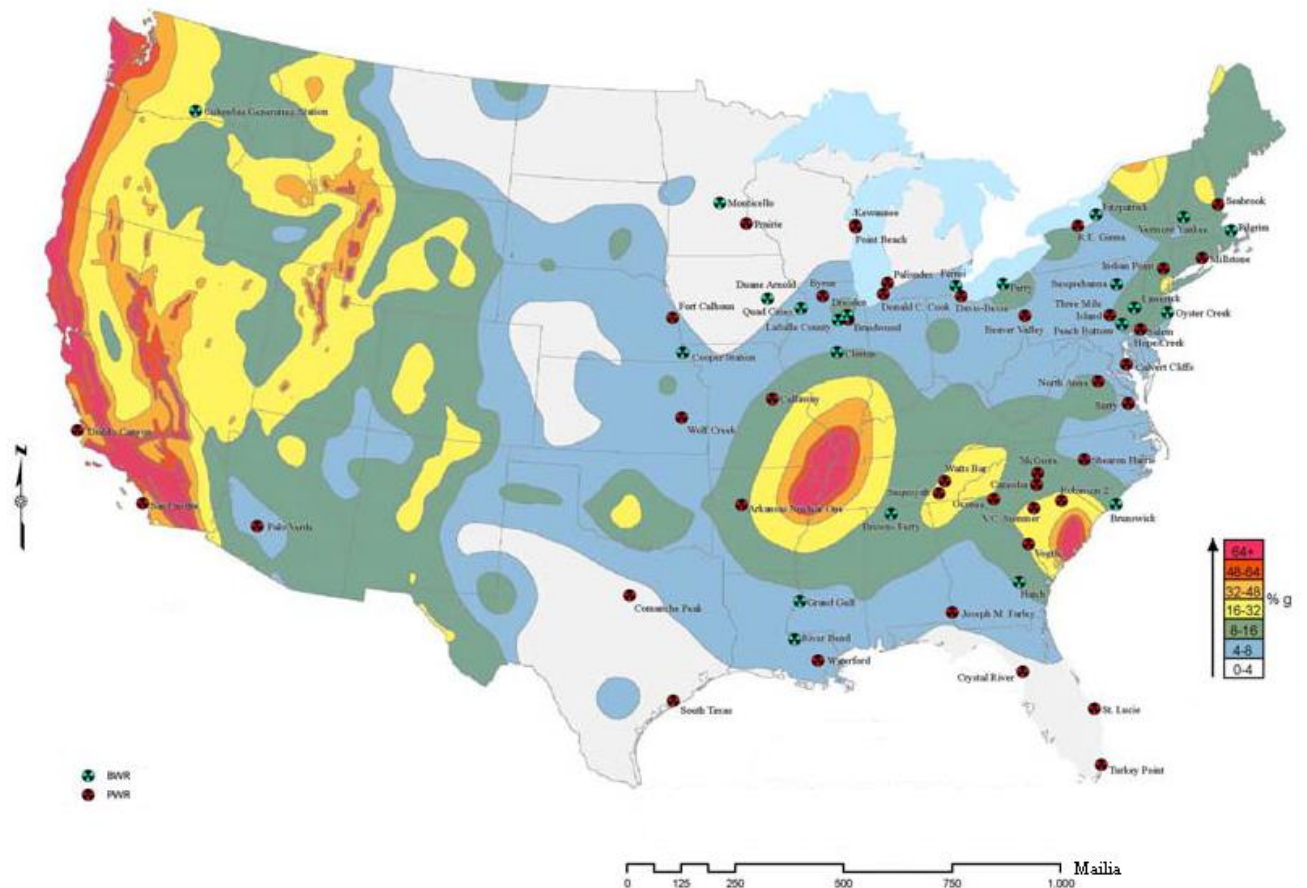 Columbia Generating Station
Monticello
Prairie
Kewaunee
Point Beach
Fitzpatrick
R.E. Ginna
Seabrook
Vermont Yankee
Pilgrim
Millstone
Indian Point
Susquehanna
Limerick
Three Mile
Island
Oyster Creek
Peach Bottom
Salem
Hope Creek
Calvert Cliffs
Palisades
Fermi
Perry
Donald C. Cook
Davis-Besse
Beaver Valley
Duane Arnold
Byron
Quad Cities
Dresden
LaSalle County
Braidwood
Fort Calhoun
Cooper Station
Clinton
Callaway
Wolf Creek
North Anna
Surry
Diablo Canyon
San Onofre
Palo Verde
Arkansas Nuclear One
Watts Bar
Sequoyah
Browns Ferry
McGuire
Catawba
Oconee
Shearon Harris
Robinson 2
V.C. Summer
Brunswick
Vogtle
Hatch
Grand Gulf
Joseph M. Farley
River Bend
Waterford
Comanche Peak
South Texas
Crystal River
St. Lucie
Turkey Point
Z
64+
48-64
32-48
16-32
8-16
4-8
0-4
% g
BWR
PWR
Mailia
0 125 250 500 750 1.000